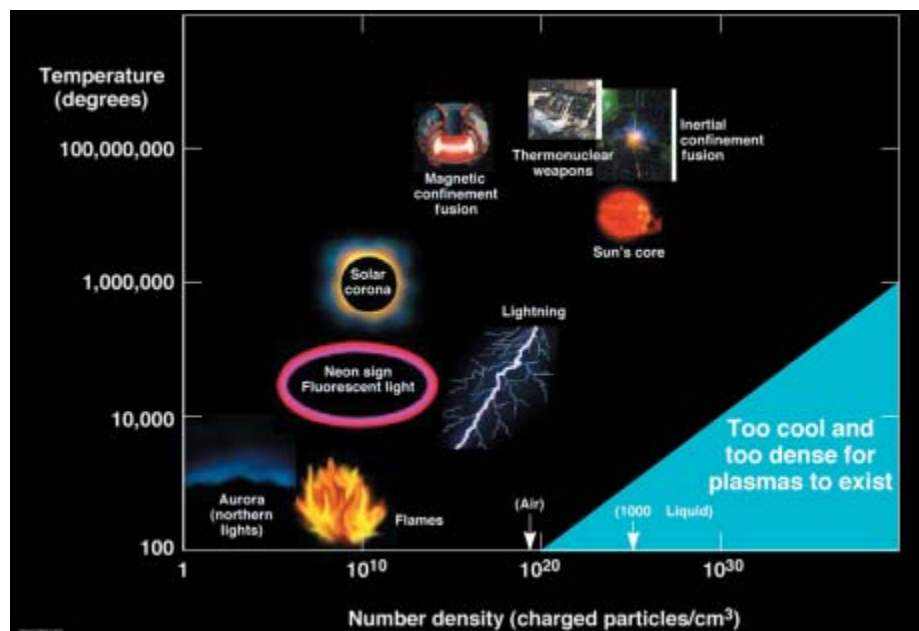 Temperature
(degrees)
100,000,000
1,000,000
10,000
100
Magnetic
confinement
fusion
Thermonuclear
weapons
Inertial
confinement
fusion
Sun's core
Solar
corona
Lightning
Neon sign
Fluorescent light
Aurora
(northern
lights)
Flames
(Air)
(1000 Liquid)
Too cool and
too dense for
plasmas to exist
1
10¹⁰
10²⁰
10³⁰
Number density (charged particles/cm³)